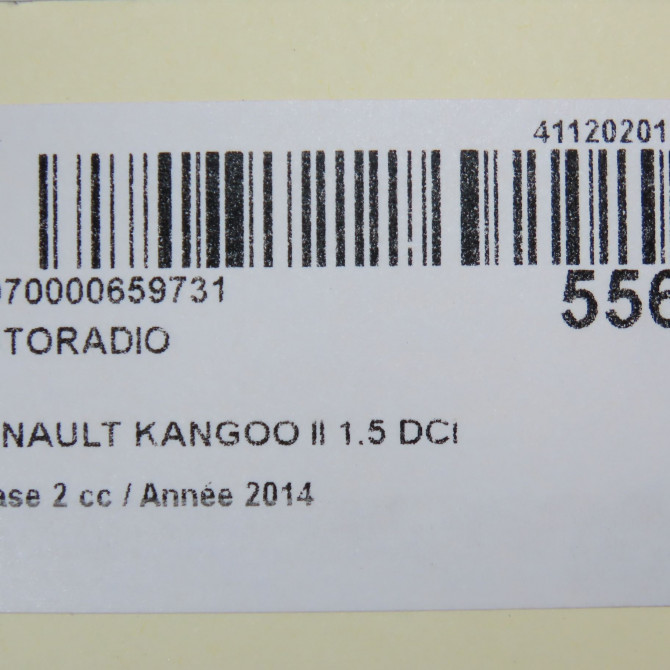 41120201
070000659731
556
TORADIO
NAULT KANGOO II 1.5 DCI
ase 2 cc / Année 2014